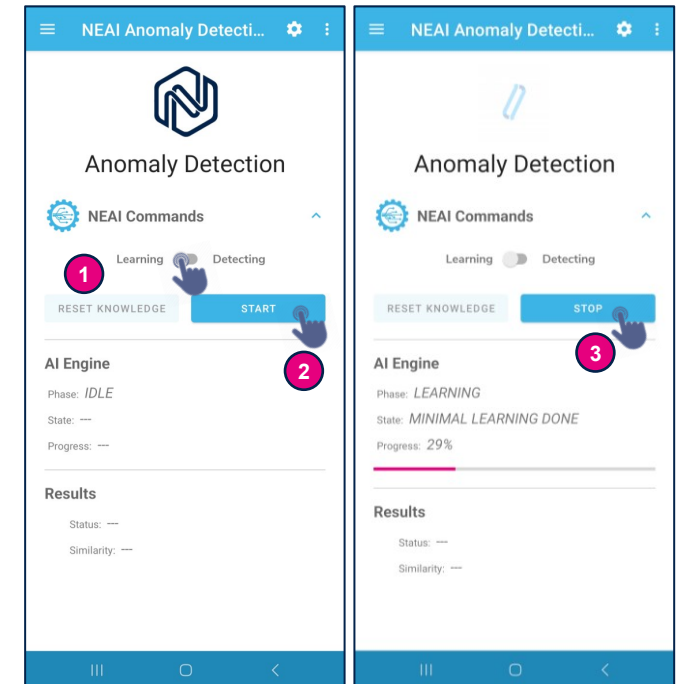 NEAI Anomaly Detecti...
Anomaly Detection
NEAI Commands
Learning Detecting
1
RESET KNOWLEDGE START
2
AI Engine
Phase: IDLE
State: ---
Progress: ---
Results
Status: ---
Similarity: ---
NEAI Anomaly Detecti...
Anomaly Detection
NEAI Commands
Learning Detecting
RESET KNOWLEDGE STOP
3
AI Engine
Phase: LEARNING
State: MINIMAL LEARNING DONE
Progress: 29%
Results
Status: ---
Similarity: ---